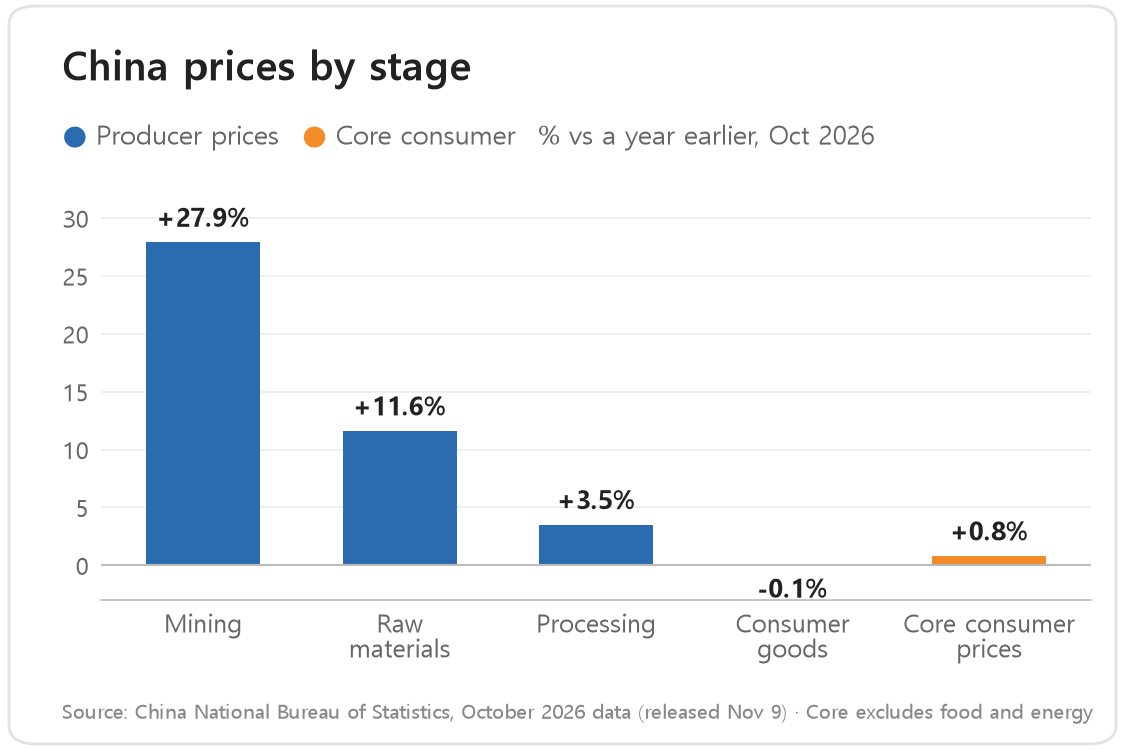 China prices by stage
Producer prices Core consumer % vs a year earlier, Oct 2026
30
+27.9%
25
20
15
+11.6%
10
5
+3.5%
+0.8%
0
-0.1%
Mining
Raw
materials
Processing
Consumer
goods
Core consumer
prices
Source: China National Bureau of Statistics, October 2026 data (released Nov 9) · Core excludes food and energy